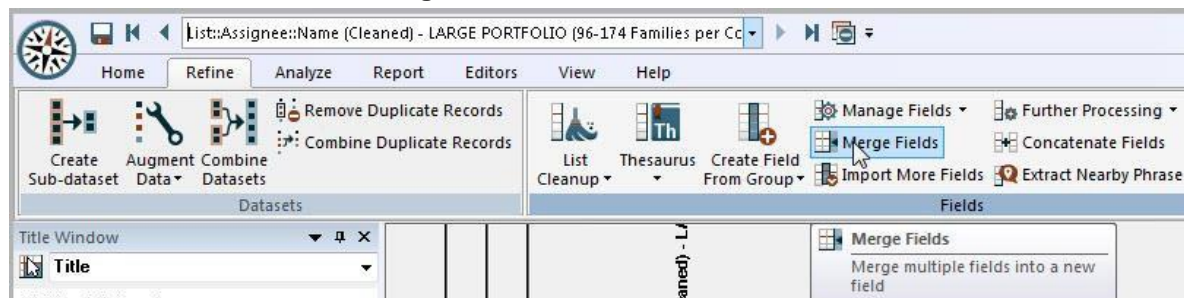 List::Assignee::Name (Cleaned) - LARGE PORTFOLIO (96-174 Families per Cc
Home Refine Analyze Report Editors View Help
Create Sub-dataset
Augment Data
Combine Datasets
Remove Duplicate Records
Combine Duplicate Records
Datasets
List Cleanup
Th
Thesaurus
Create Field From Group
Manage Fields
Merge Fields
Import More Fields
Further Processing
Concatenate Fields
Extract Nearby Phrase
Fields
Title Window
Title
aned) - L
Merge Fields
Merge multiple fields into a new
field